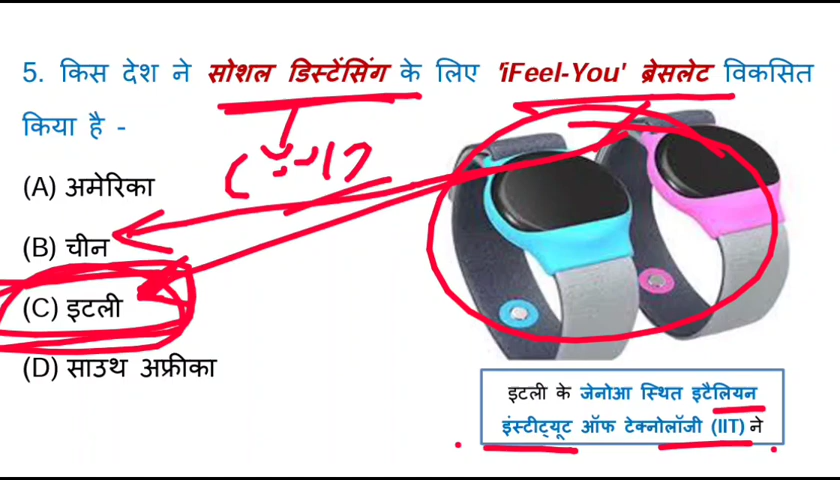 5. किस देश ने सोशल डिस्टेंसिंग के लिए 'iFeel-You' ब्रेसलेट विकसित
किया है -
(A) अमेरिका
(B) चीन
(C) इटली
(D) साउथ अफ्रीका
इटली के जेनोआ स्थित इटैलियन
इंस्टीट्यूट ऑफ टेक्नोलॉजी (IIT) ने